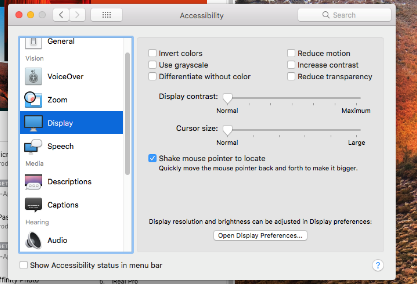 Accessibility
Search
General
Vision
VoiceOver
Zoom
Display
Speech
Media
Descriptions
Captions
Hearing
Audio
Invert colors
Reduce motion
Use grayscale
Increase contrast
Differentiate without color
Reduce transparency
Display contrast:
Normal
Maximum
Cursor size:
Normal
Large
Shake mouse pointer to locate
Quickly move the mouse pointer back and forth to make it bigger.
Display resolution and brightness can be adjusted in Display preferences:
Open Display Preferences...
Show Accessibility status in menu bar
?